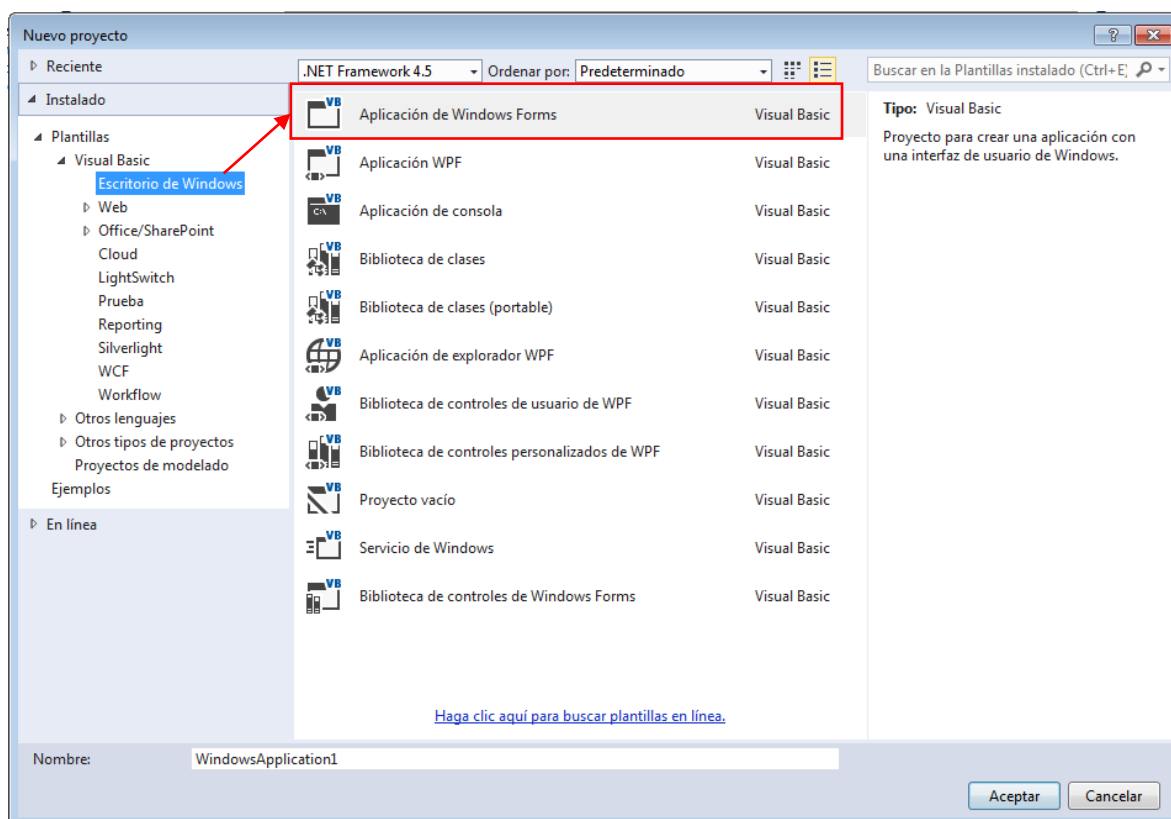 Nuevo proyecto
Reciente
.NET Framework 4.5
Ordenar por:
Predeterminado
Buscar en la Plantillas instalado (Ctrl+E)
Instalado
Plantillas
Visual Basic
Escritorio de Windows
Web
Office/SharePoint
Cloud
LightSwitch
Prueba
Reporting
Silverlight
WCF
Workflow
Otros lenguajes
Otros tipos de proyectos
Proyectos de modelado
Ejemplos
En línea
VB Aplicación de Windows Forms Visual Basic
VB Aplicación WPF Visual Basic
VB C:\ Aplicación de consola Visual Basic
VB Biblioteca de clases Visual Basic
VB Biblioteca de clases (portable) Visual Basic
VB Aplicación de explorador WPF Visual Basic
VB Biblioteca de controles de usuario de WPF Visual Basic
VB Biblioteca de controles personalizados de WPF Visual Basic
VB Proyecto vacío Visual Basic
VB Servicio de Windows Visual Basic
VB Biblioteca de controles de Windows Forms Visual Basic
Haga clic aquí para buscar plantillas en línea.
Tipo: Visual Basic
Proyecto para crear una aplicación con
una interfaz de usuario de Windows.
Nombre: WindowsApplication1
Aceptar
Cancelar